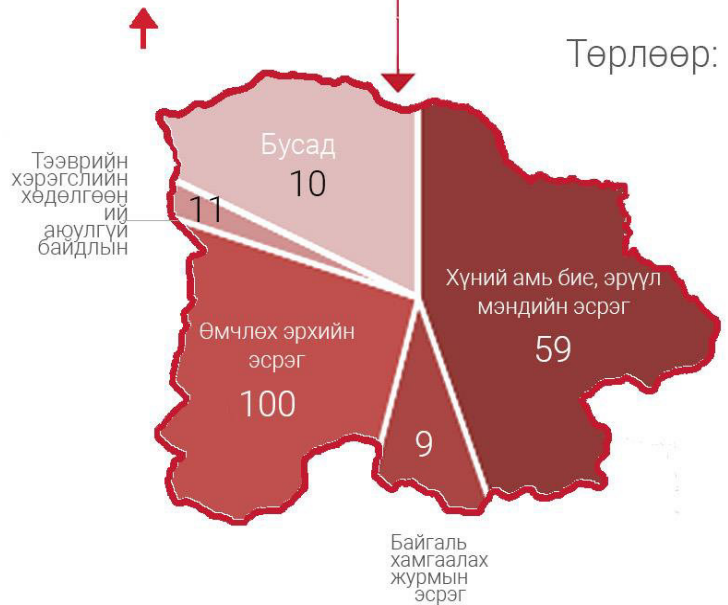 Төрлөөр:
Бусад
10
Тээврийн
хэрэгслийн
хөдөлгөөн
ий
аюулгүй
байдлын
11
Хүний амь бие, эрүүл
мэндийн эсрэг
59
Өмчлөх эрхийн
эсрэг
100
9
Байгаль
хамгаалах
журмын
эсрэг